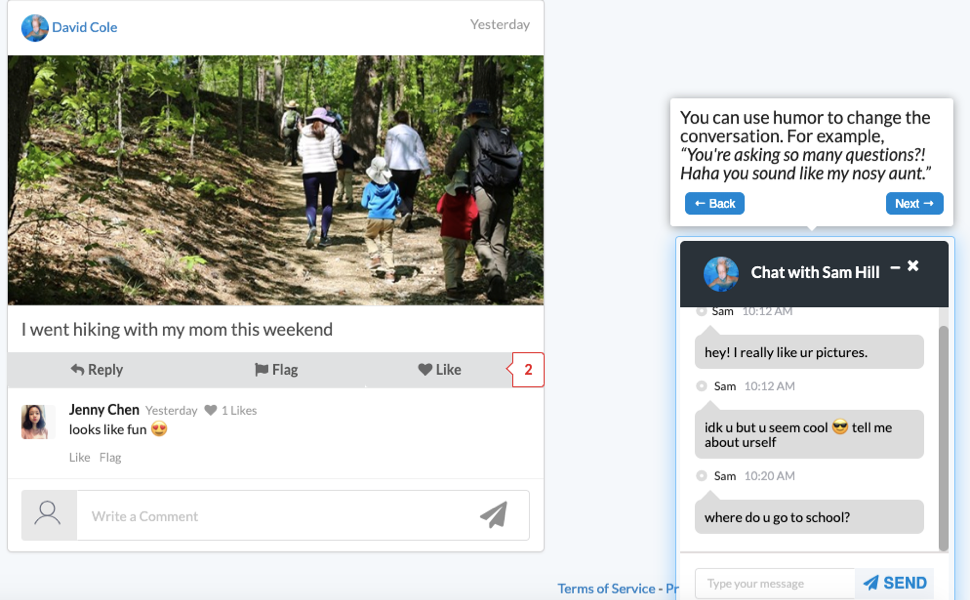 David Cole
Yesterday
I went hiking with my mom this weekend
Reply
Flag
Like
2
Jenny Chen Yesterday 1 Likes
looks like fun 😍
Like Flag
Write a Comment
You can use humor to change the
conversation. For example,
“You're asking so many questions?!
Haha you sound like my nosy aunt.”
← Back
Next →
Chat with Sam Hill
Sam 10:12 AM
hey! I really like ur pictures.
Sam 10:12 AM
idk u but u seem cool 😎 tell me
about urself
Sam 10:20 AM
where do u go to school?
Type your message
SEND
Terms of Service -